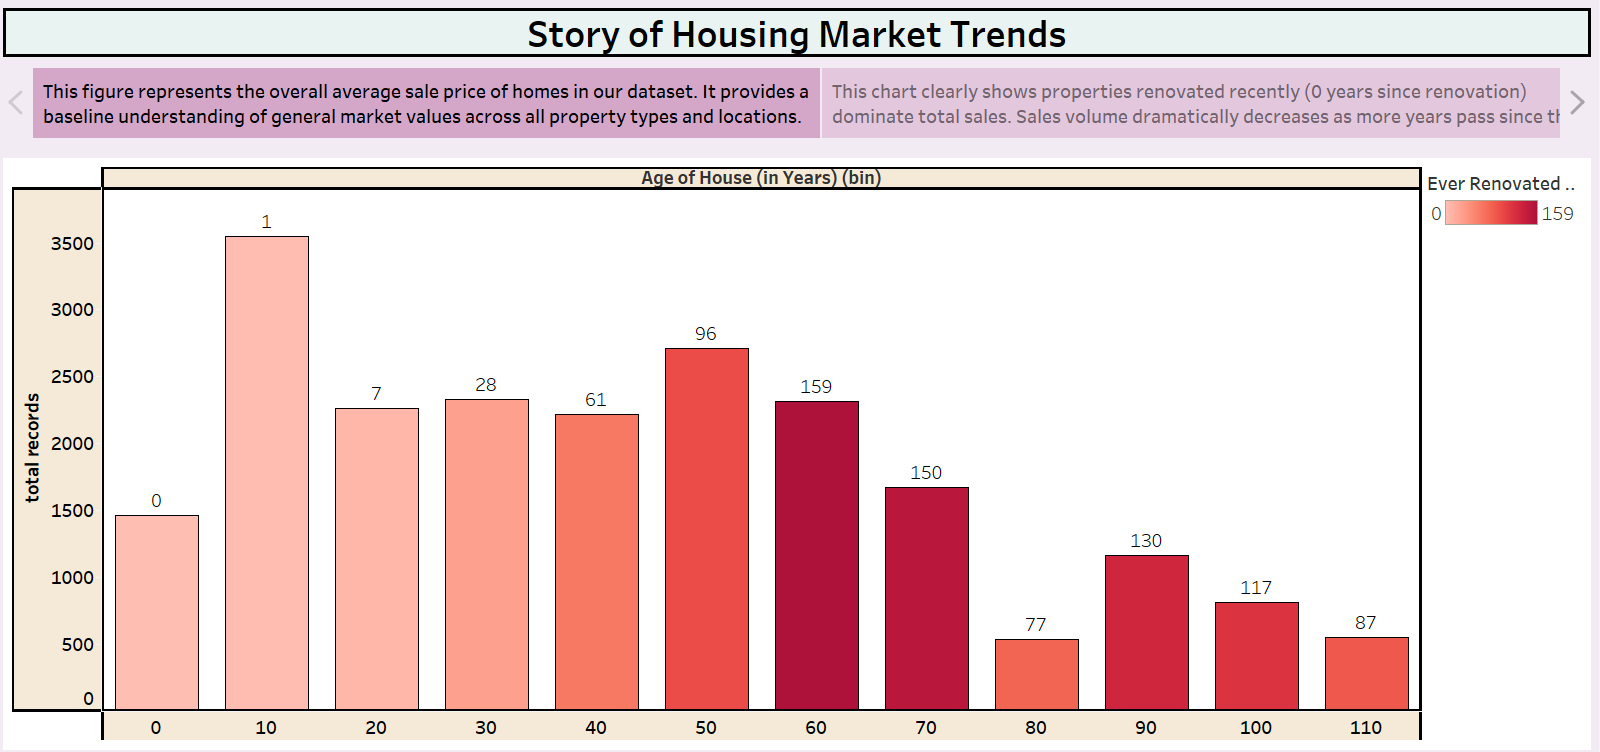 Story of Housing Market Trends
This figure represents the overall average sale price of homes in our dataset. It provides a
baseline understanding of general market values across all property types and locations.
This chart clearly shows properties renovated recently (0 years since renovation)
dominate total sales. Sales volume dramatically decreases as more years pass since
Age of House (in Years) (bin)
Ever Renovated ..
0 159
total records
3500
3000
2500
2000
1500
1000
500
0
0
1
7
28
61
96
159
150
77
130
117
87
0 10 20 30 40 50 60 70 80 90 100 110